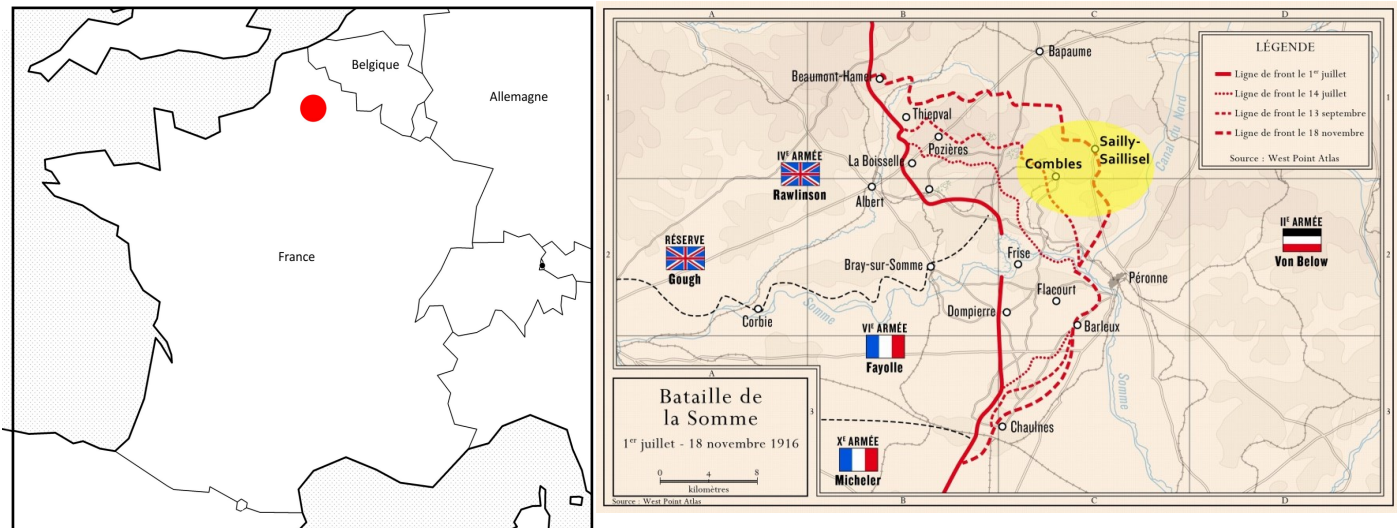 Belgique
Allemagne
France
A
B
C
D
1
2
3
Bapaume
Beaumont-Hamel
Thiepval
Pozières
La Boisselle
Albert
Combles
Sailly-
Saillisel
Canal du Nord
IVE ARMÉE
Rawlinson
RÉSERVE
Gough
Bray-sur-Somme
Frise
Péronne
Flacourt
Dompierre
Barleux
Corbie
Somme
VIE ARMÉE
Fayolle
IIE ARMÉE
Von Below
Somme
Chaulnes
XE ARMÉE
Micheler
LÉGENDE
Ligne de front le 1er juillet
Ligne de front le 14 juillet
Ligne de front le 13 septembre
Ligne de front le 18 novembre
Source : West Point Atlas
A
Bataille de
la Somme
1er juillet - 18 novembre 1916
0 4 8
kilomètres
Source : West Point Atlas
3
B
C
D
1
2